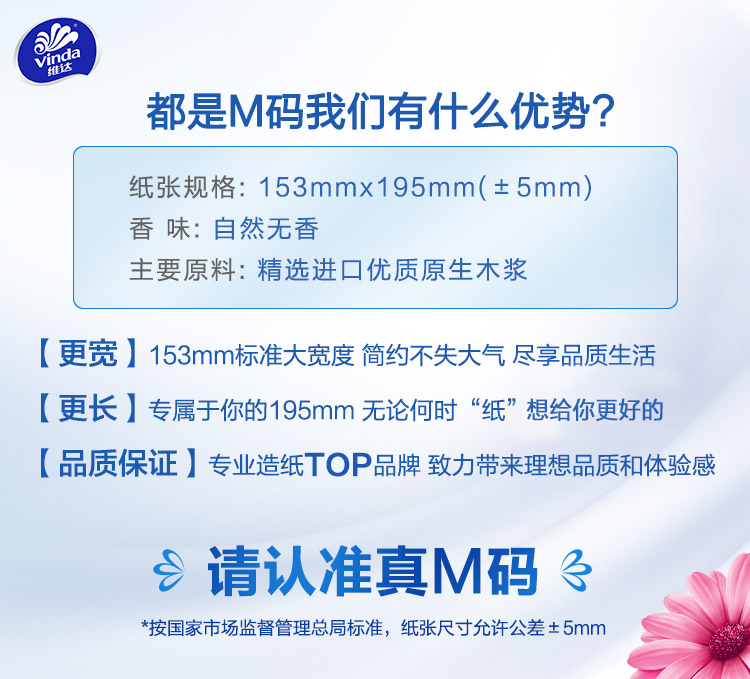 Vinda
维达
都是M码我们有什么优势?
纸张规格: 153mmx195mm(±5mm)
香 味: 自然无香
主要原料: 精选进口优质原生木浆
【更宽】153mm标准大宽度 简约不失大气 尽享品质生活
【更长】专属于你的195mm 无论何时“纸”想给你更好的
【品质保证】专业造纸TOP品牌 致力带来理想品质和体验感
请认准真M码
*按国家市场监督管理总局标准，纸张尺寸允许公差±5mm